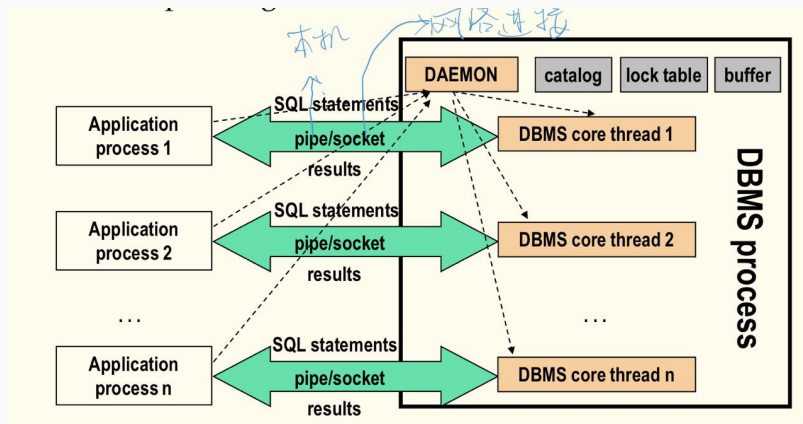 本机
网络连接
DAEMON
catalog
lock table
buffer
SQL statements
Application
process 1
pipe/socket
results
DBMS core thread 1
SQL statements
Application
process 2
pipe/socket
results
DBMS core thread 2
...
...
SQL statements
Application
process n
pipe/socket
results
DBMS core thread n
DBMS process